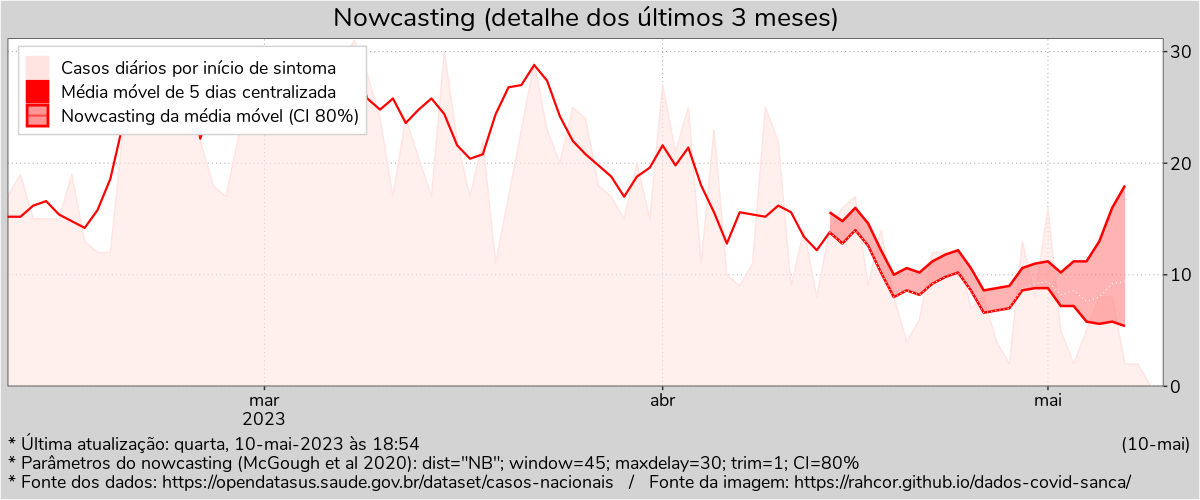 Nowcasting (detalhe dos últimos 3 meses)
Casos diários por início de sintoma
Média móvel de 5 dias centralizada
Nowcasting da média móvel (CI 80%)
30
20
10
0
mar
2023
abr
mai
* Última atualização: quarta, 10-mai-2023 às 18:54
(10-mai)
* Parâmetros do nowcasting (McGough et al 2020): dist="NB"; window=45; maxdelay=30; trim=1; CI=80%
* Fonte dos dados: https://opendatasus.saude.gov.br/dataset/casos-nacionais / Fonte da imagem: https://rahcor.github.io/dados-covid-sanca/